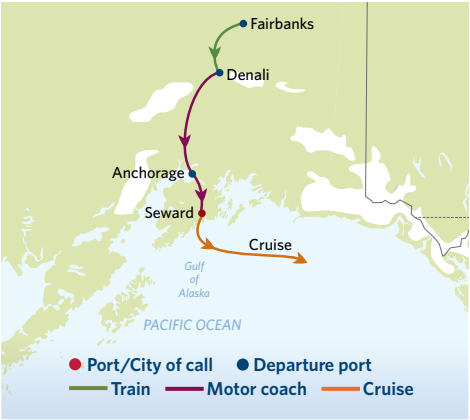 Fairbanks
Denali
Anchorage
Seward
Cruise
Gulf
of
Alaska
PACIFIC OCEAN
Port/City of call
Departure port
Train
Motor coach
Cruise